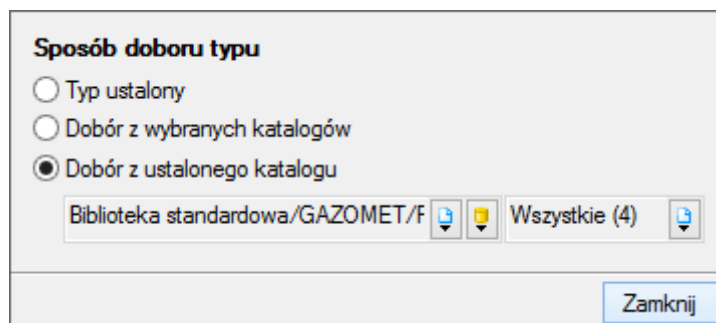 Sposób doboru typu
Typ ustalony
Dobór z wybranych katalogów
Dobór z ustalonego katalogu
Biblioteka standardowa/GAZOMET/F Wszystkie (4)
Zamknij